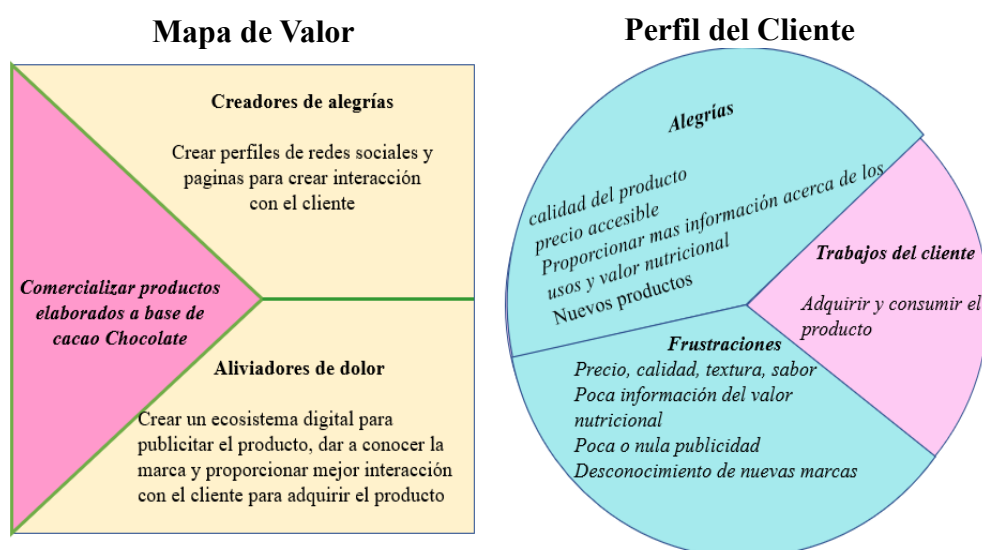 Mapa de Valor
Creadores de alegrías
Crear perfiles de redes sociales y
paginas para crear interacción
con el cliente
Comercializar productos
elaborados a base de
cacao Chocolate
Aliviadores de dolor
Crear un ecosistema digital para
publicitar el producto, dar a conocer la
marca y proporcionar mejor interacción
con el cliente para adquirir el producto
Perfil del Cliente
Alegrías
calidad del producto
precio accesible
Proporcionar mas información acerca de los
usos y valor nutricional
Nuevos productos
Trabajos del cliente
Adquirir y consumir el
producto
Frustraciones
Precio, calidad, textura, sabor
Poca información del valor
nutricional
Poca o nula publicidad
Desconocimiento de nuevas marcas